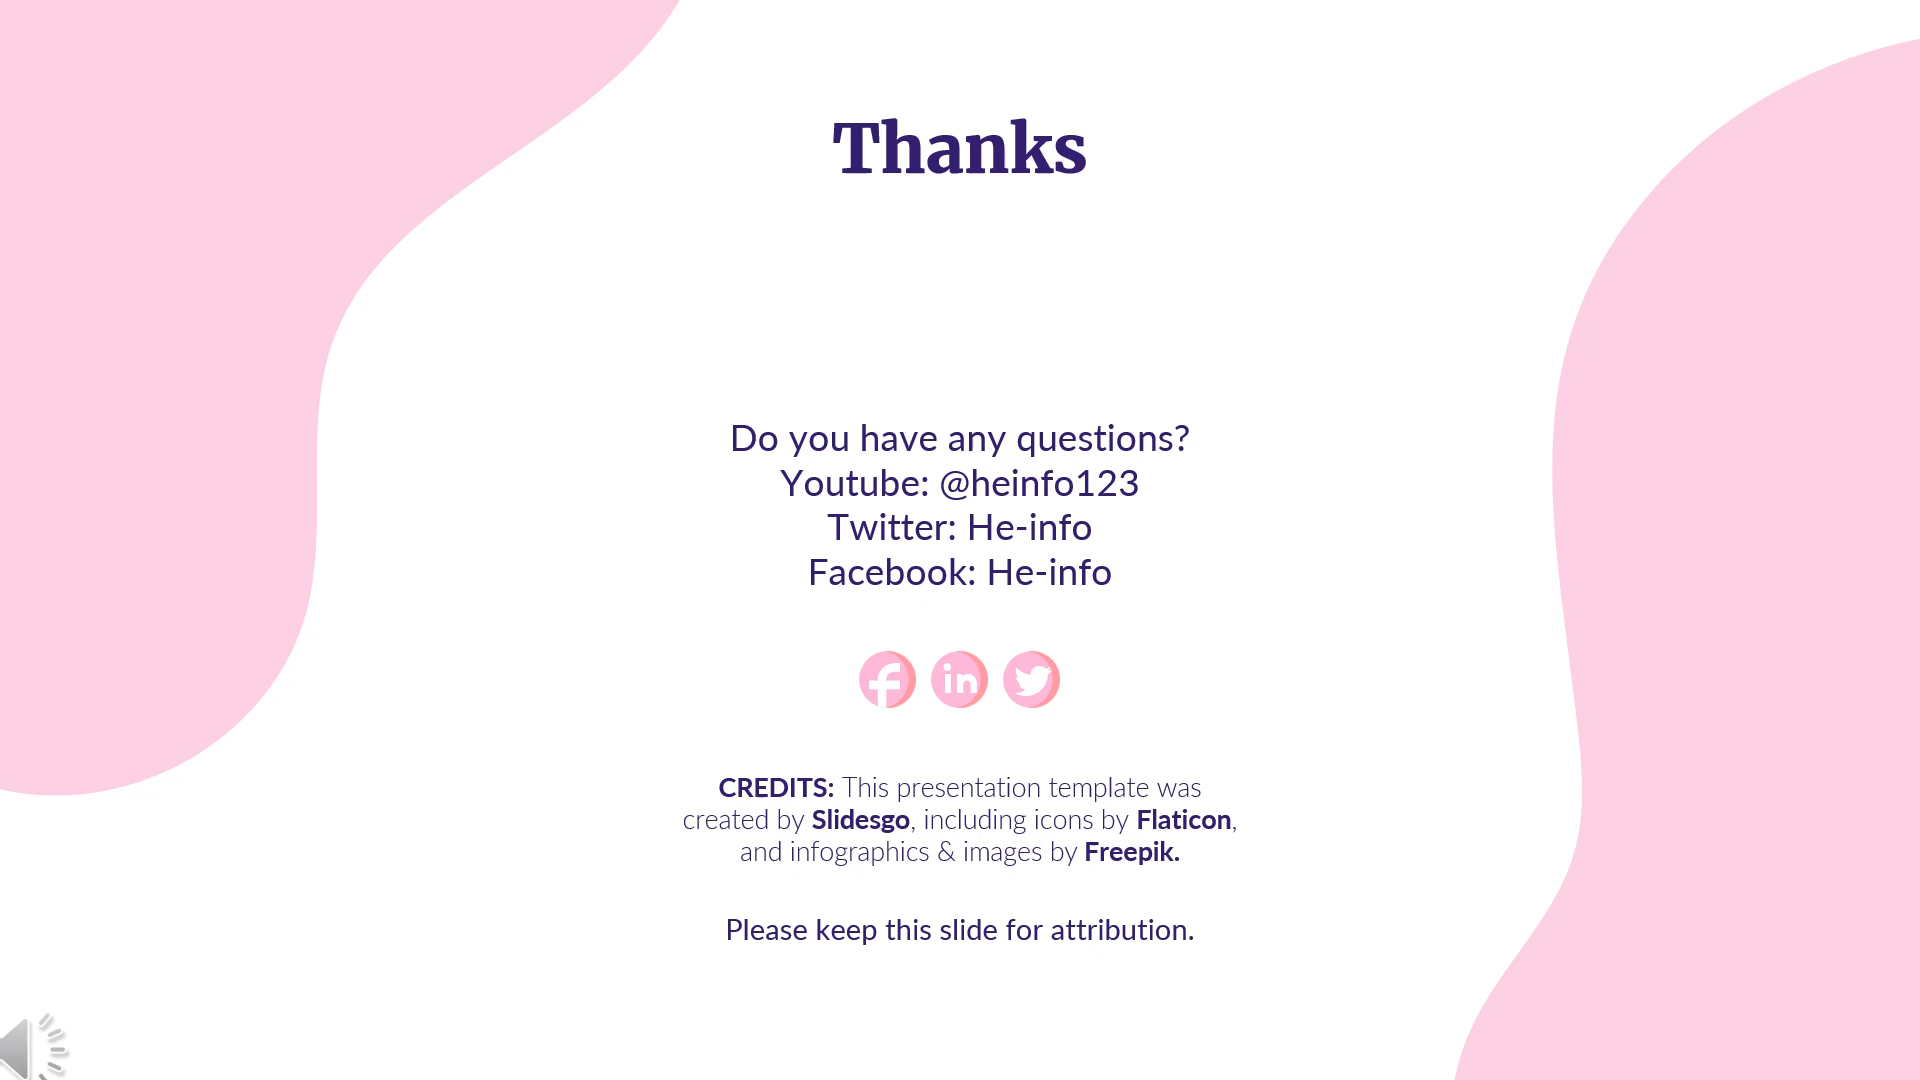 Thanks
Do you have any questions?
Youtube: @heinfo123
Twitter: He-info
Facebook: He-info
CREDITS: This presentation template was
created by Slidesgo, including icons by Flaticon,
and infographics & images by Freepik.
Please keep this slide for attribution.